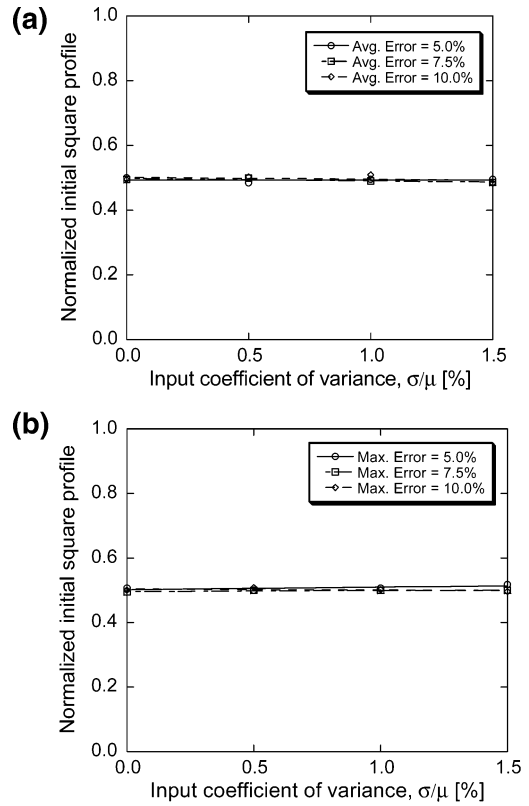 (a)
1.0
0.8
0.6
0.4
0.2
0.0
Normalized initial square profile
Avg. Error = 5.0%
Avg. Error = 7.5%
Avg. Error = 10.0%
0.0 0.5 1.0 1.5
Input coefficient of variance, σ/μ [%]
(b)
1.0
0.8
0.6
0.4
0.2
0.0
Normalized initial square profile
Max. Error = 5.0%
Max. Error = 7.5%
Max. Error = 10.0%
0.0 0.5 1.0 1.5
Input coefficient of variance, σ/μ [%]